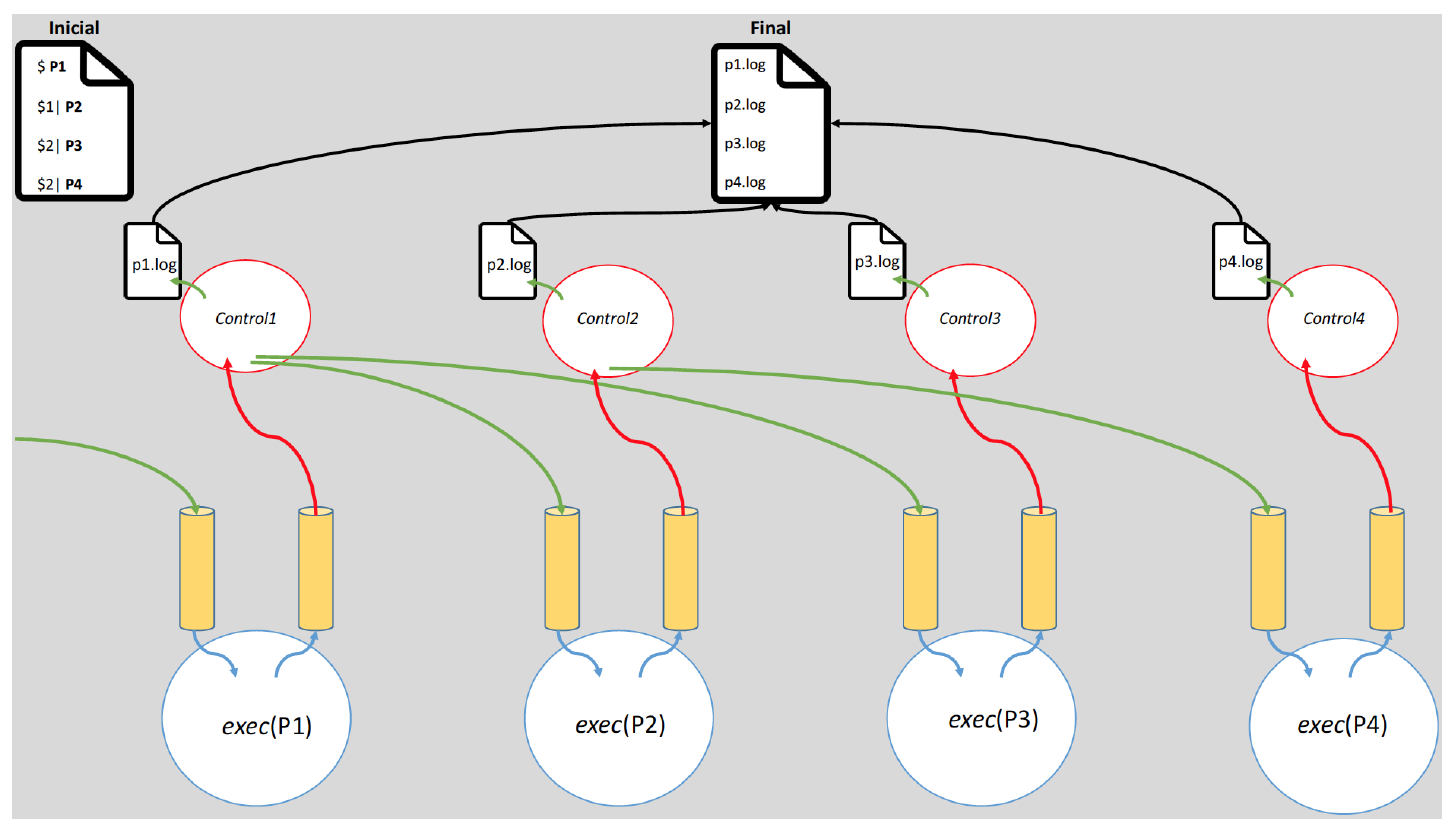 Inicial
$ P1
$1| P2
$2| P3
$2| P4
Final
p1.log
p2.log
p3.log
p4.log
p1.log
p2.log
p3.log
p4.log
Control1
Control2
Control3
Control4
exec(P1)
exec(P2)
exec(P3)
exec(P4)